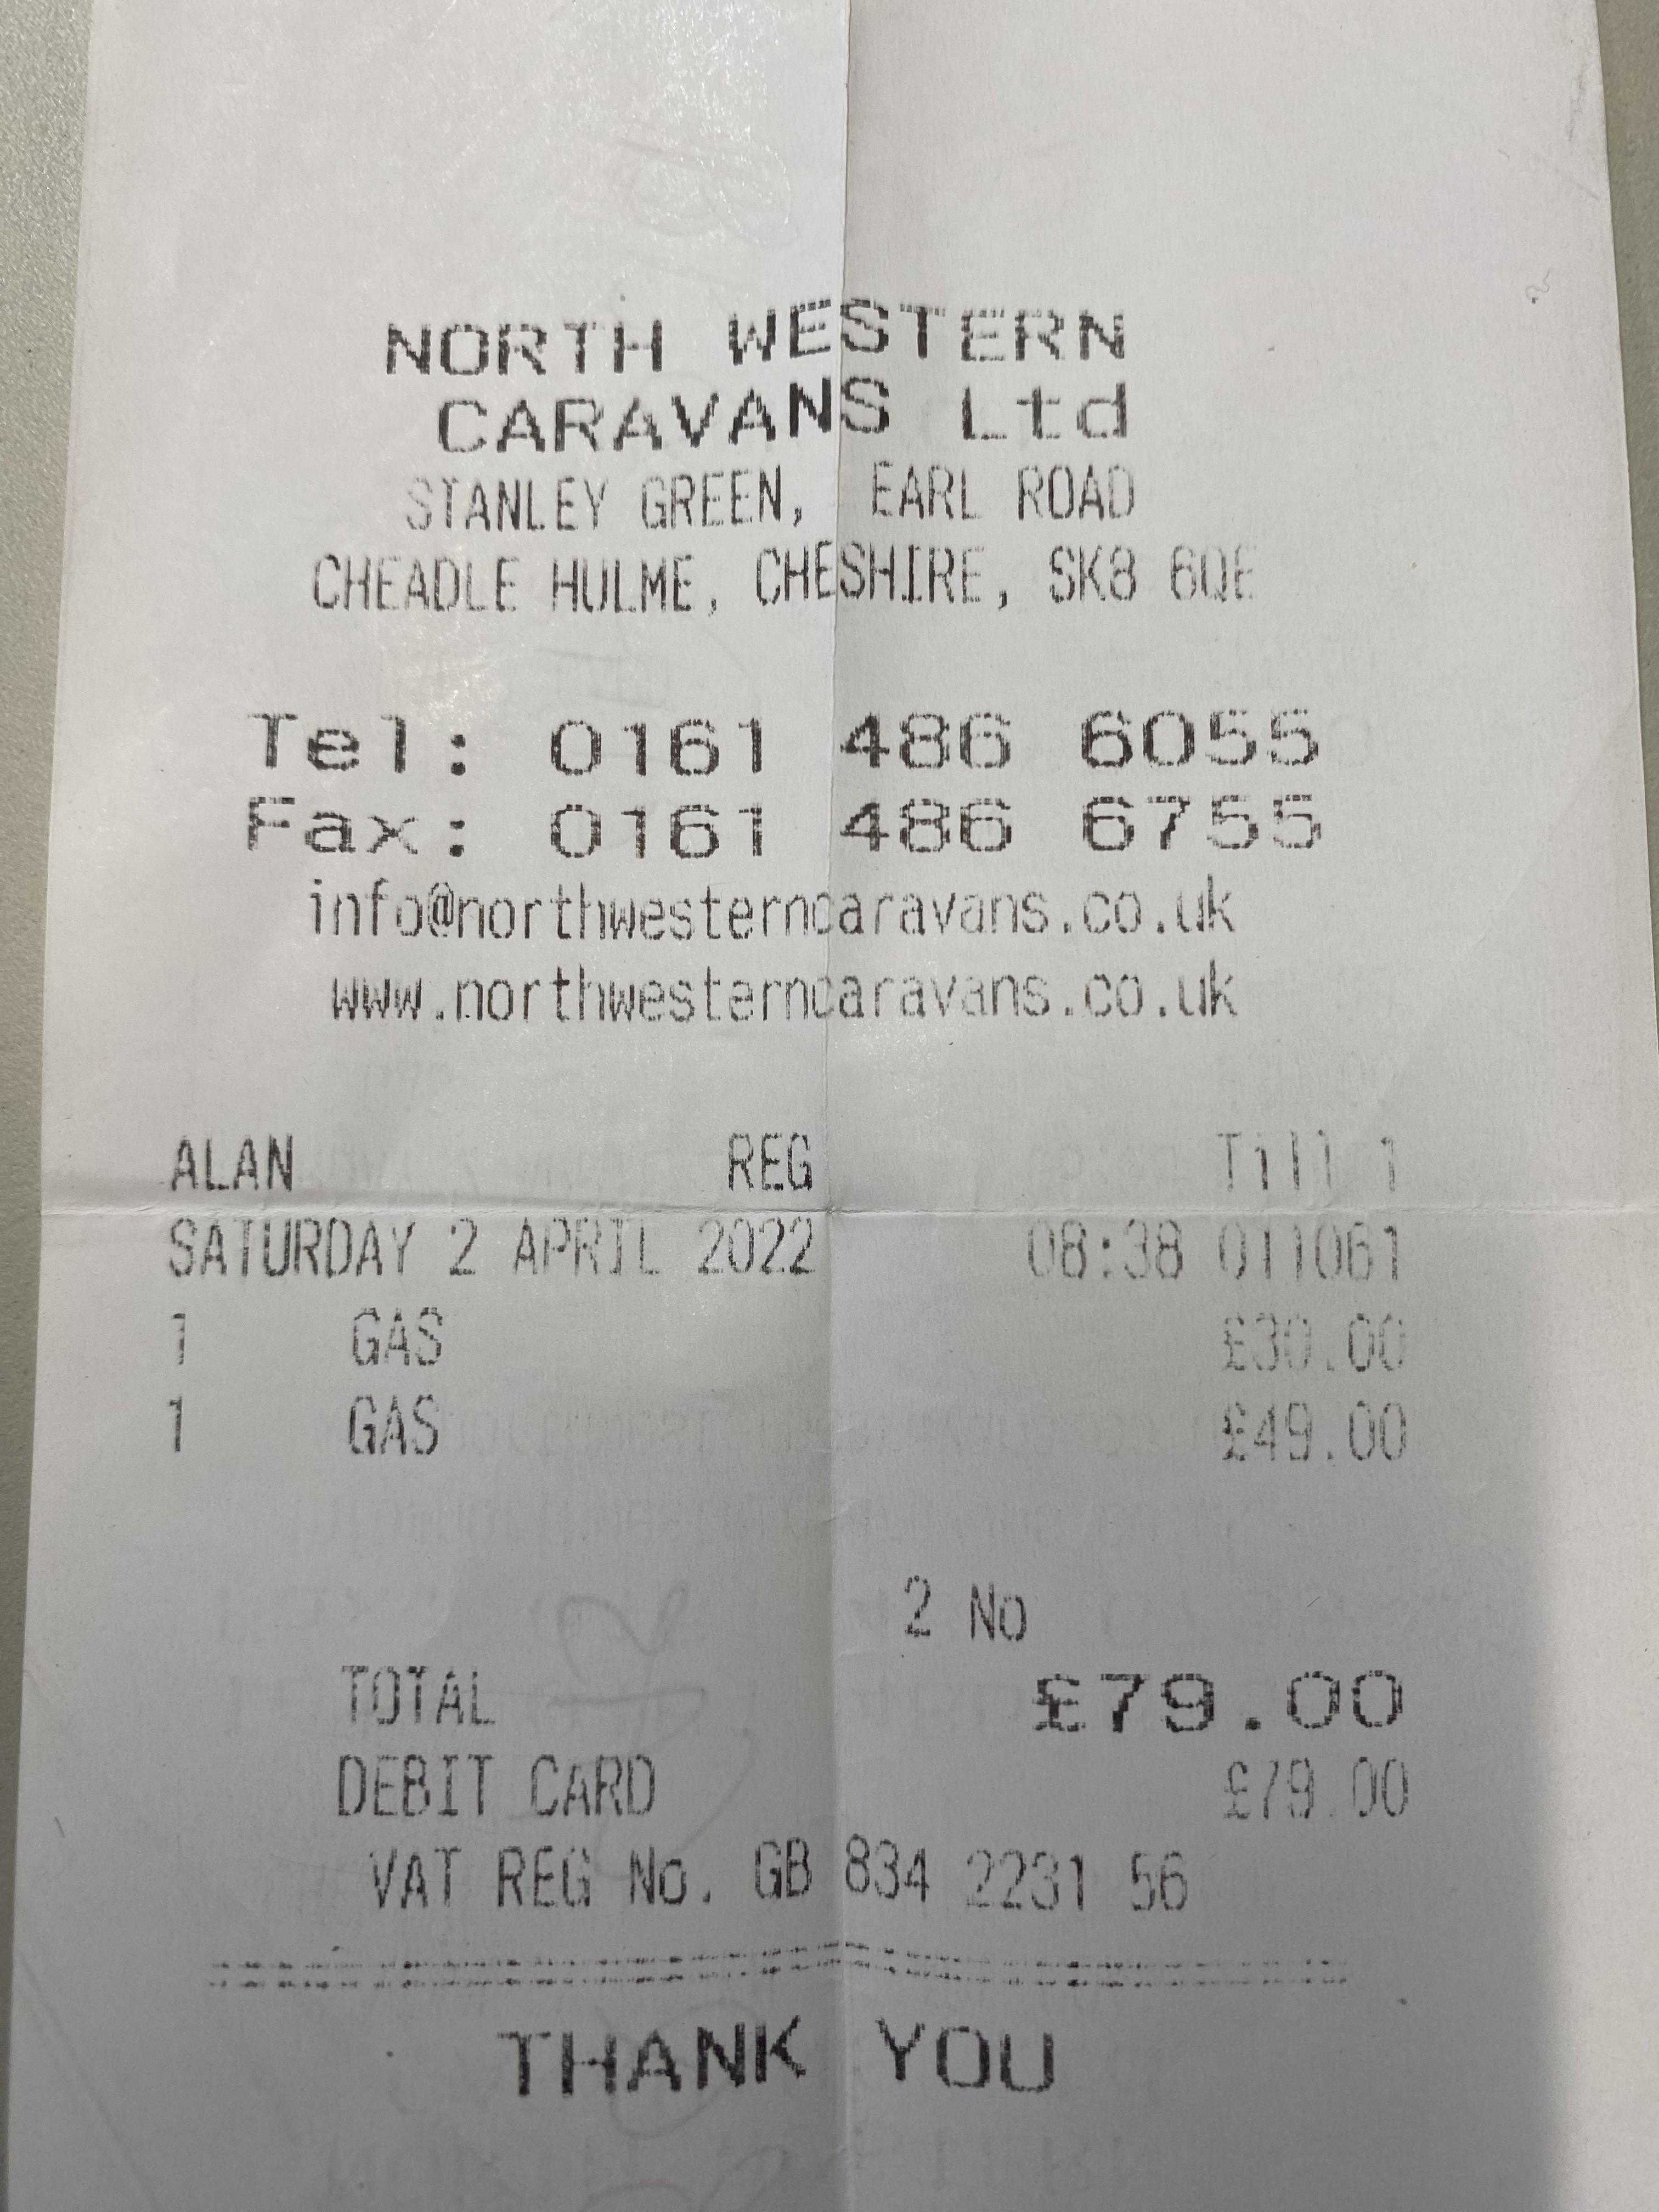 NORTH WESTERN
CARAVANS Ltd
STANLEY GREEN, EARL ROAD
CHEADLE HULME, CHESHIRE, SK8 6QE
Tel: 0161 486 6055
Fax: 0161 486 6755
info@northwesterncaravans.co.uk
www.northwesterncaravans.co.uk
ALAN REG Till 1
SATURDAY 2 APRIL 2022 08:38 011061
1 GAS £30.00
1 GAS £49.00
2 No
TOTAL £79.00
DEBIT CARD £79.00
VAT REG No. GB 834 2231 56
THANK YOU